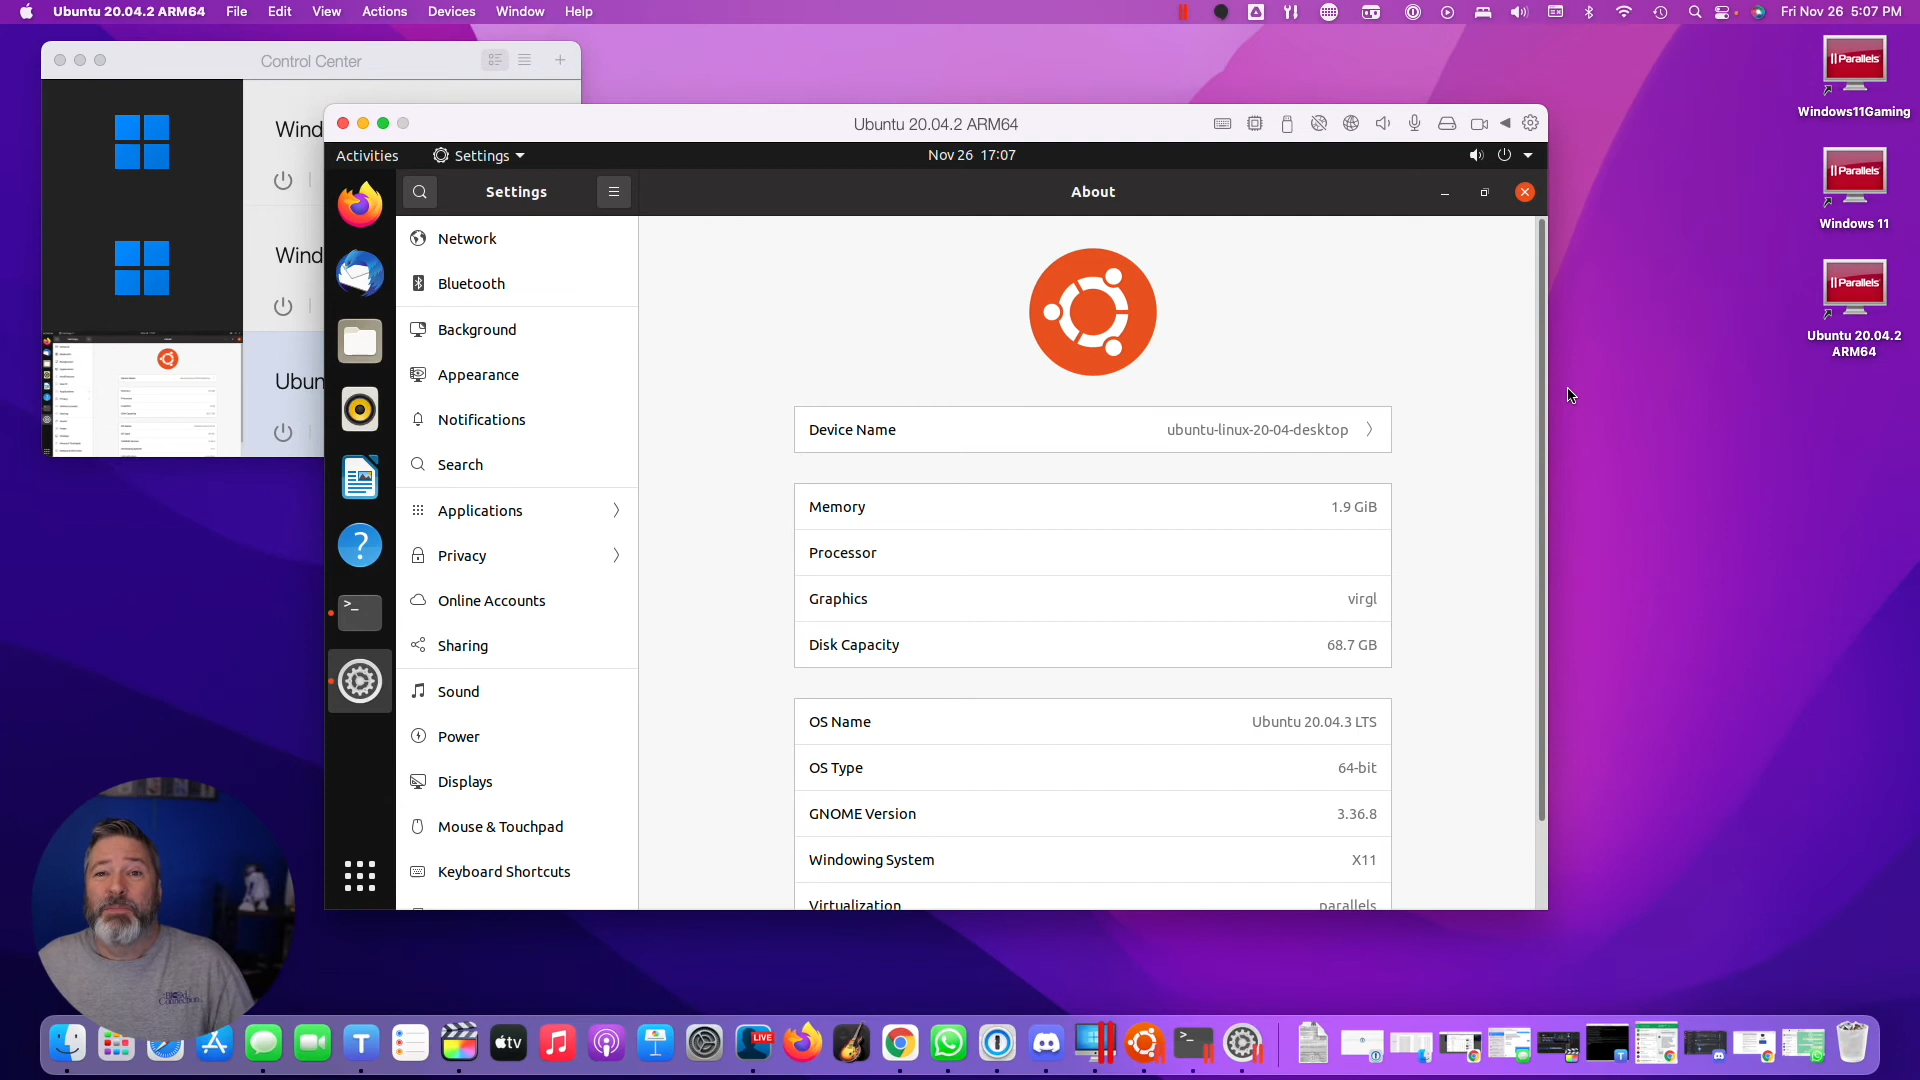 Ubuntu 20.04.2 ARM64 File Edit View Actions Devices Window Help
Fri Nov 26 5:07 PM
Control Center
Wind
Wind
Ubun
Ubuntu 20.04.2 ARM64
Activities
Settings
Nov 26 17:07
Settings
About
Network
Bluetooth
Background
Appearance
Notifications
Search
Applications
Privacy
Online Accounts
Sharing
Sound
Power
Displays
Mouse & Touchpad
Keyboard Shortcuts
Device Name ubuntu-linux-20-04-desktop
Memory 1.9 GiB
Processor
Graphics virgl
Disk Capacity 68.7 GB
OS Name Ubuntu 20.04.3 LTS
OS Type 64-bit
GNOME Version 3.36.8
Windowing System X11
Virtualization parallels
Parallels
Windows11Gaming
Parallels
Windows 11
Parallels
Ubuntu 20.04.2
ARM64
Blood
Connection
tv
LIVE